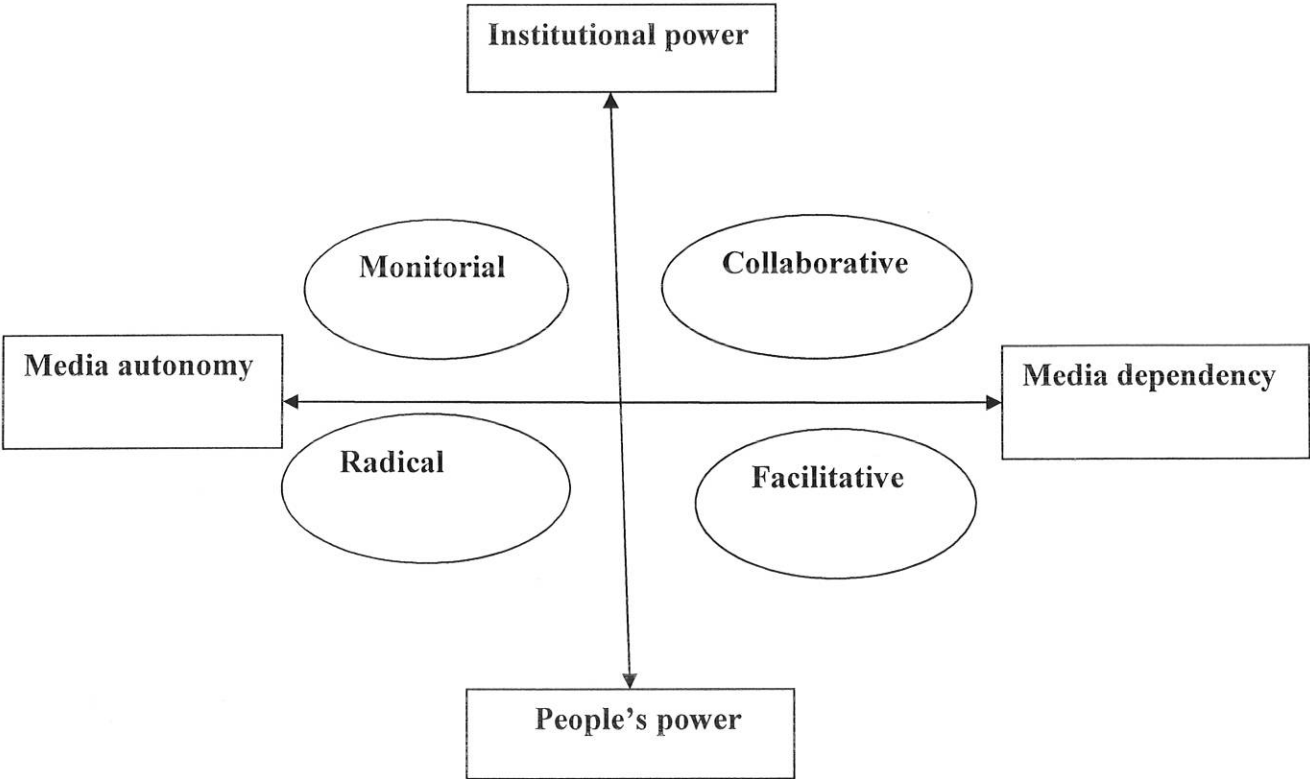 Institutional power
Monitorial
Collaborative
Media autonomy
Media dependency
Radical
Facilitative
People's power